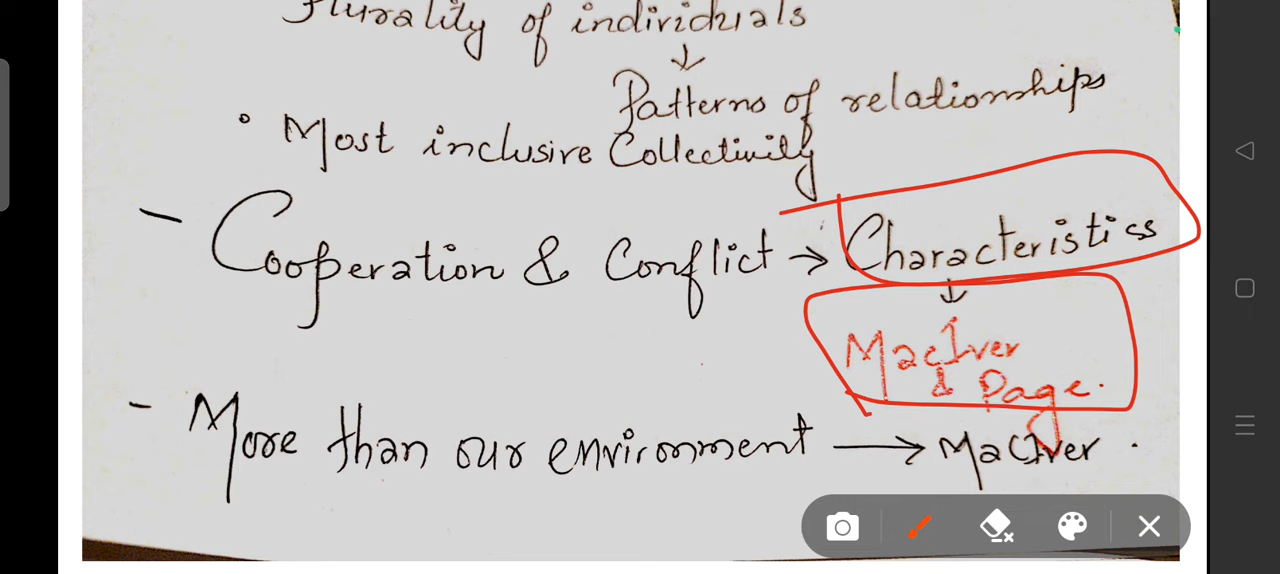 Plurality of individuals
↓
Patterns of relationships
• Most inclusive Collectivity
- Cooperation & Conflict → Characteristics
↓
MacIver
& Page.
- More than our environment → MacIver.